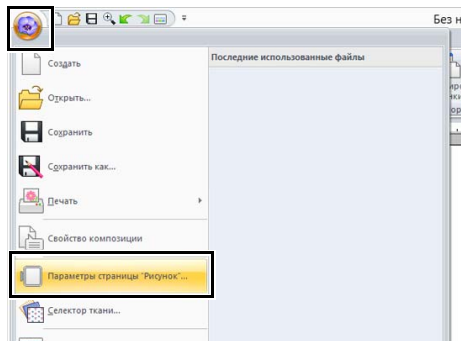 Без н
Последние использованные файлы
Создать
Открыть...
Сохранить
Сохранить как...
Печать
Свойство композиции
Параметры страницы "Рисунок"...
Селектор ткани...